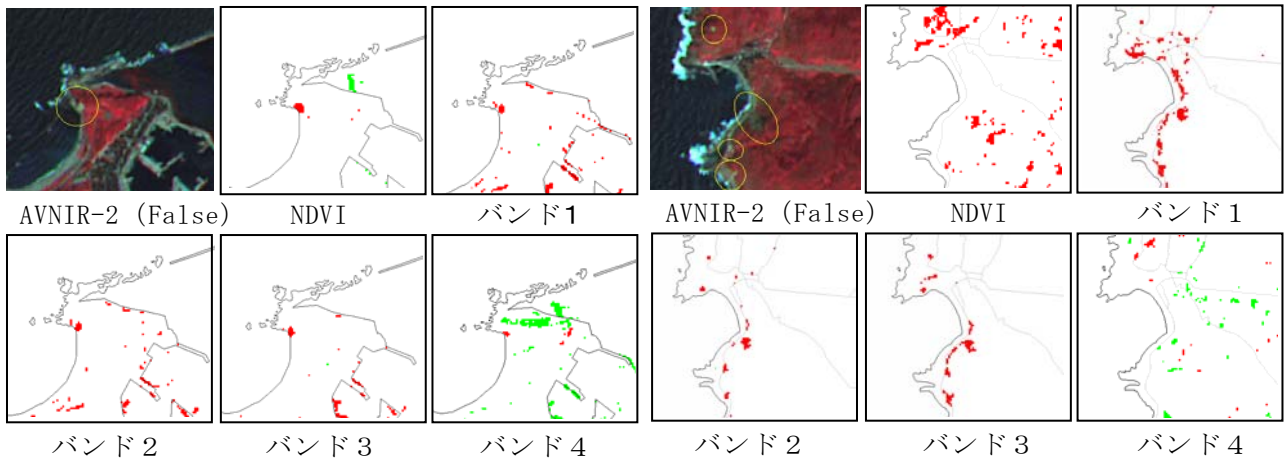 AVNIR-2 (False)
NDVI
バンド1
AVNIR-2 (False)
NDVI
バンド１
バンド２
バンド３
バンド４
バンド２
バンド３
バンド４